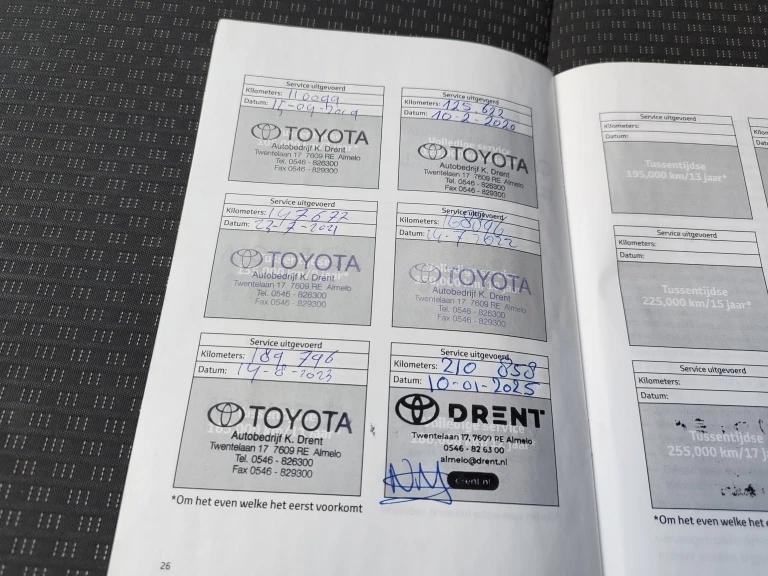 Service uitgevoerd
Kilometers:
Datum:
TOYOTA
Autobedrijf K. Drent
Twentelaan 17 7609 RE Almelo
Tel. 0546 - 826300
Fax 0546 - 829300
Service uitgevoerd
Kilometers: 125 622
Datum: 10-2-2020
Volledige service
TOYOTA
Autobedrijf K. Drent
Twentelaan 17 7609 RE Almelo
Tel. 0546 - 826300
Fax 0546 - 829300
Service uitgevoerd
Kilometers: 147672
Datum: 23-7-2021
TOYOTA
Autobedrijf K. Drent
Twentelaan 17 7609 RE Almelo
Tel. 0546 - 826300
Fax 0546 - 829300
Service uitgevoerd
Kilometers:
Datum: 14-7-2022
TOYOTA
Autobedrijf K. Drent
Twentelaan 17 7609 RE Almelo
Tel. 0546 - 826300
Fax 0546 - 829300
Service uitgevoerd
Kilometers: 189 796
Datum: 14-8-2023
TOYOTA
Autobedrijf K. Drent
Twentelaan 17 7609 RE Almelo
Tel. 0546 - 826300
Fax 0546 - 829300
Service uitgevoerd
Kilometers: 210 858
Datum: 10-01-2025
DRENT
Volledige service
Twentelaan 17, 7609 RE Almelo
0546 - 82 63 00
almelo@drent.nl
drent.nl
*Om het even welke het eerst voorkomt
26
Service uitgevoerd
Kilometers:
Datum:
Tussentijdse
195,000 km/13 jaar*
Service uitgevoerd
Kilometers:
Datum:
Tussentijdse
225,000 km/15 jaar*
Service uitgevoerd
Kilometers:
Datum:
Tussentijdse
255,000 km/17 j
*Om het even welke het e